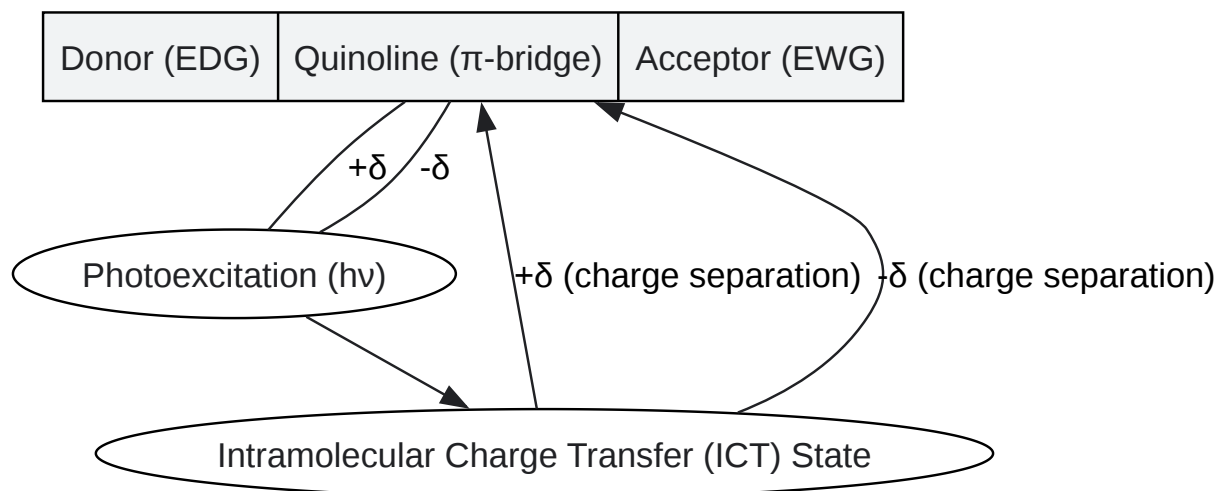 Donor (EDG) Quinoline (π-bridge) Acceptor (EWG)
+δ -δ
Photoexcitation (hν)
+δ (charge separation) -δ (charge separation)
Intramolecular Charge Transfer (ICT) State